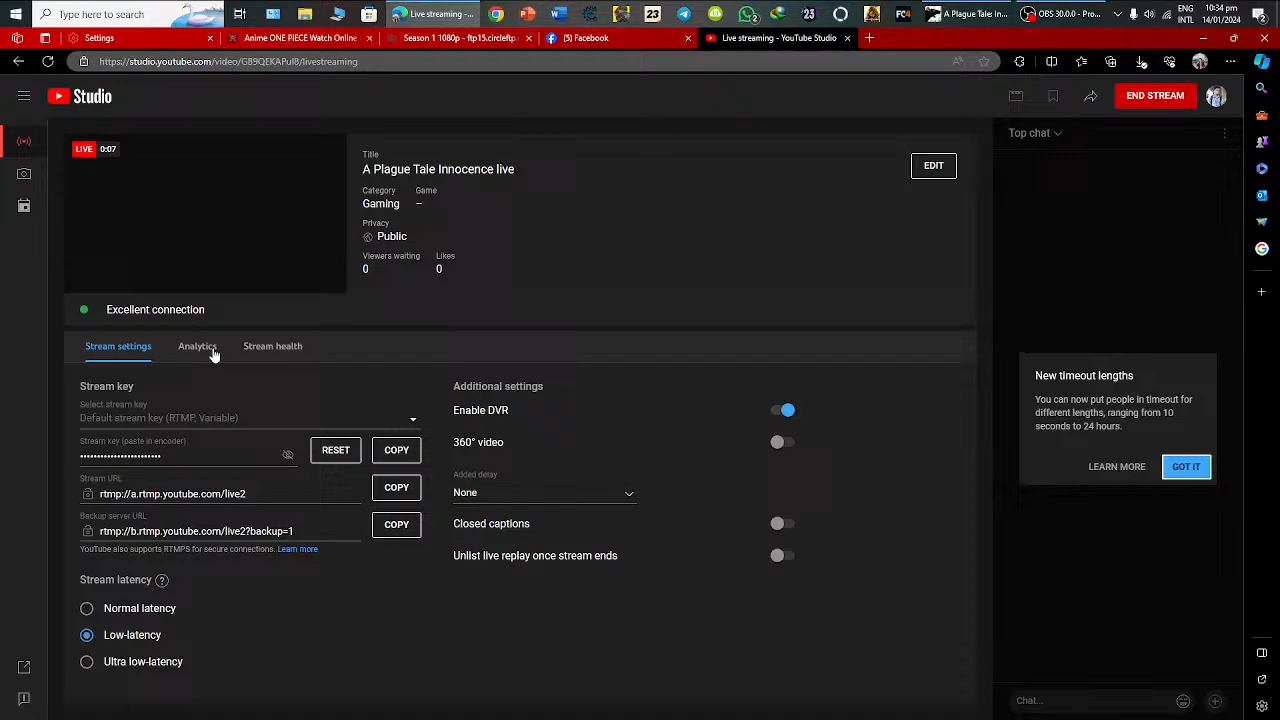 Type here to search
Live streaming - ...
23
A Plague Tale: In...
OBS 30.0.0 - Pro...
ENG
INTL
10:34 pm
14/01/2024
Settings
Anime ONE PIECE Watch Online
Season 1 1080p - ftp15.circleftp...
(5) Facebook
Live streaming - YouTube Studio
https://studio.youtube.com/video/GB9QEKAPul8/livestreaming
Studio
END STREAM
LIVE 0:07
Title
A Plague Tale Innocence live
EDIT
Category Game
Gaming –
Privacy
Public
Viewers waiting Likes
0 0
Excellent connection
Stream settings Analytics Stream health
Stream key
Select stream key
Default stream key (RTMP, Variable)
Stream key (paste in encoder)
RESET COPY
Stream URL
rtmp://a.rtmp.youtube.com/live2
COPY
Backup server URL
rtmp://b.rtmp.youtube.com/live2?backup=1
COPY
YouTube also supports RTMPS for secure connections. Learn more
Stream latency
Normal latency
Low-latency
Ultra low-latency
Additional settings
Enable DVR
360° video
Added delay
None
Closed captions
Unlist live replay once stream ends
Top chat
New timeout lengths
You can now put people in timeout for
different lengths, ranging from 10
seconds to 24 hours.
LEARN MORE GOT IT
Chat...